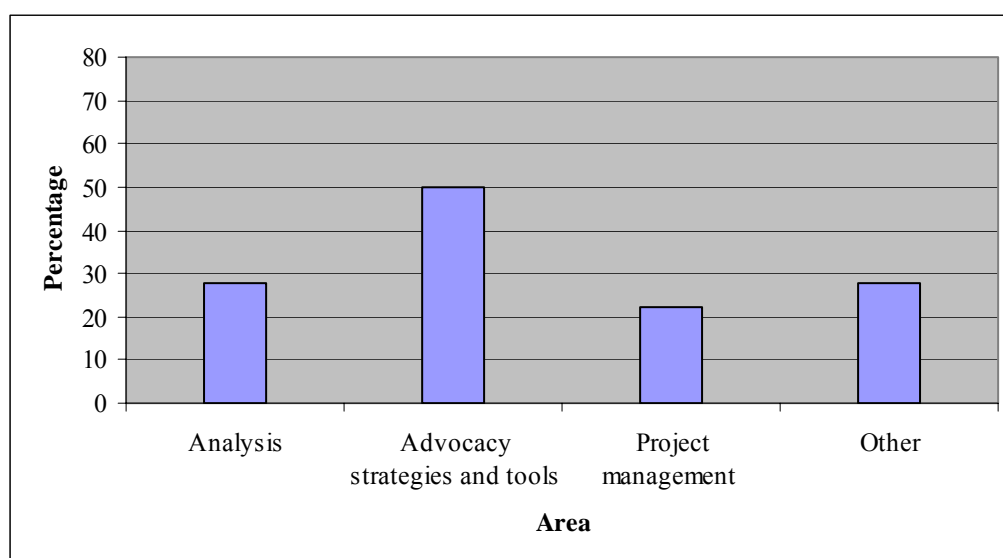 80
70
60
50
40
30
20
10
0
Percentage
Analysis
Advocacy
strategies and tools
Project
management
Other
Area